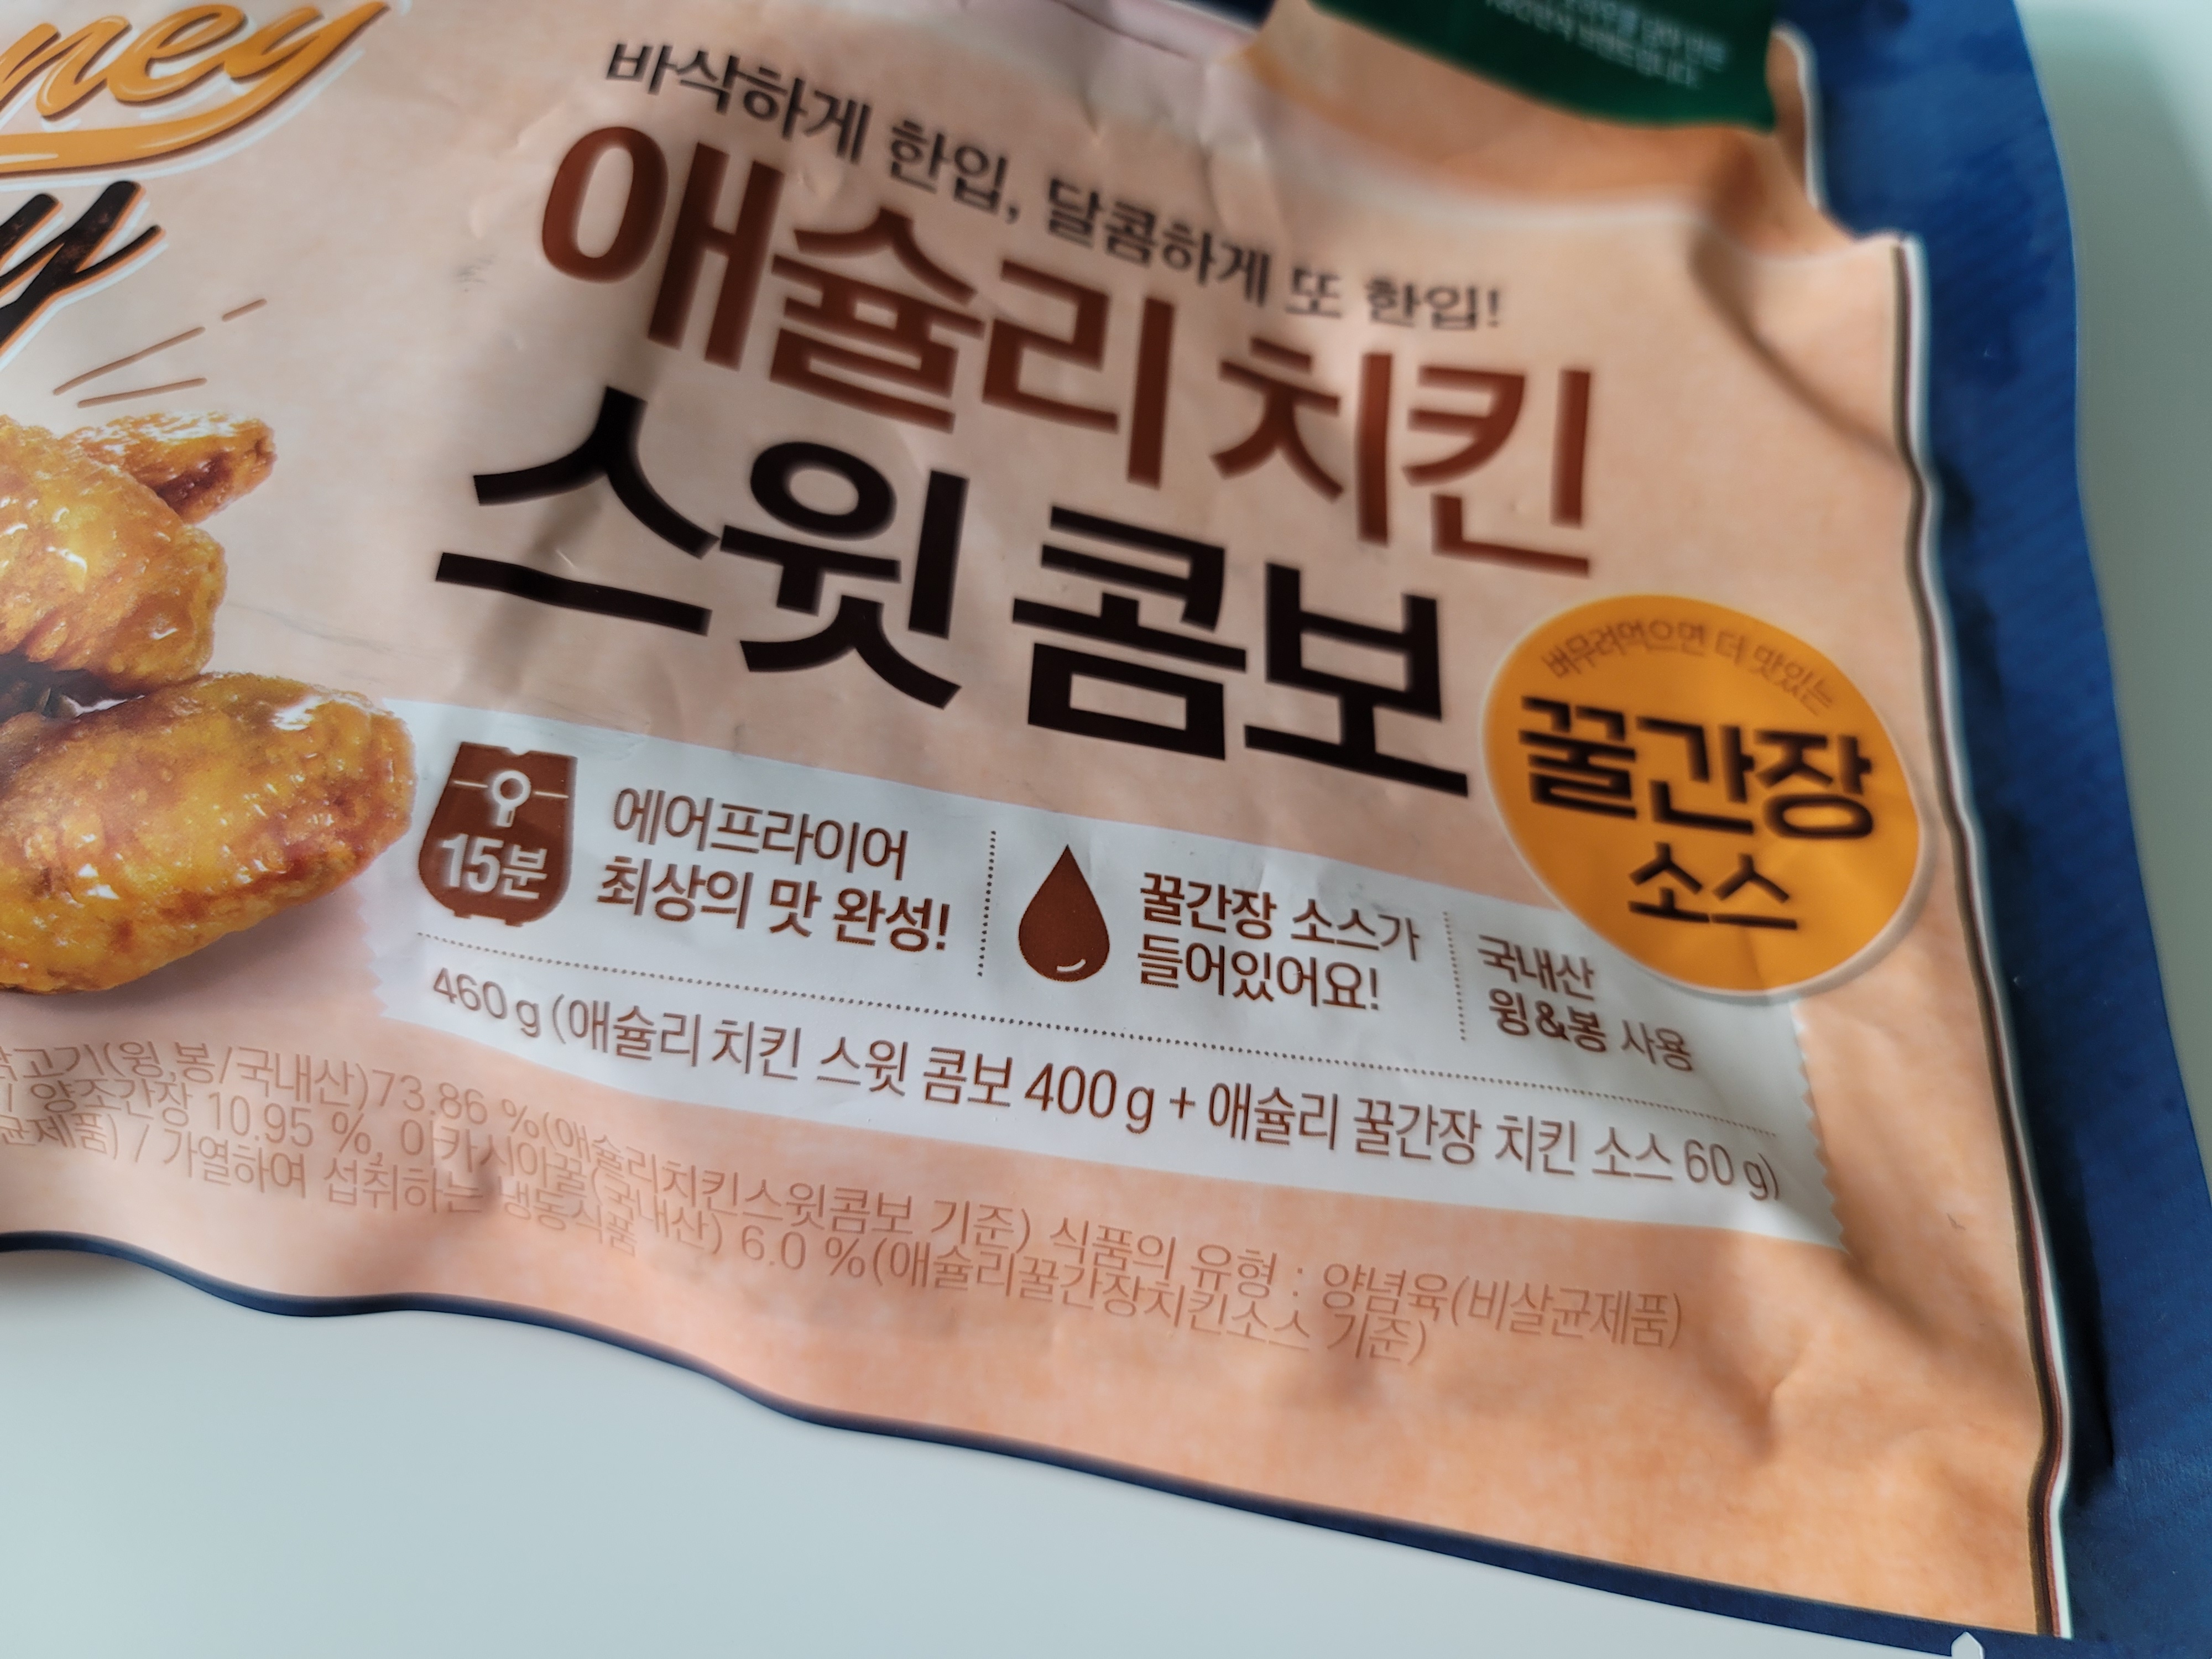 바삭하게 한입, 달콤하게 또 한입!
애슐리 치킨
스윗 콤보
버무려먹으면 더 맛있는
꿀간장
소스
15분
에어프라이어
최상의 맛 완성!
꿀간장 소스가
들어있어요!
국내산
윙&봉 사용
460 g (애슐리 치킨 스윗 콤보 400 g + 애슐리 꿀간장 치킨 소스 60 g)
닭고기(윙,봉/국내산)73.86 %(애슐리치킨스윗콤보 기준) 식품의 유형 : 양념육(비살균제품)
양조간장 10.95 %, 아카시아꿀(국내산) 6.0 %(애슐리꿀간장치킨소스 기준)
/ 가열하여 섭취하는 냉동식품